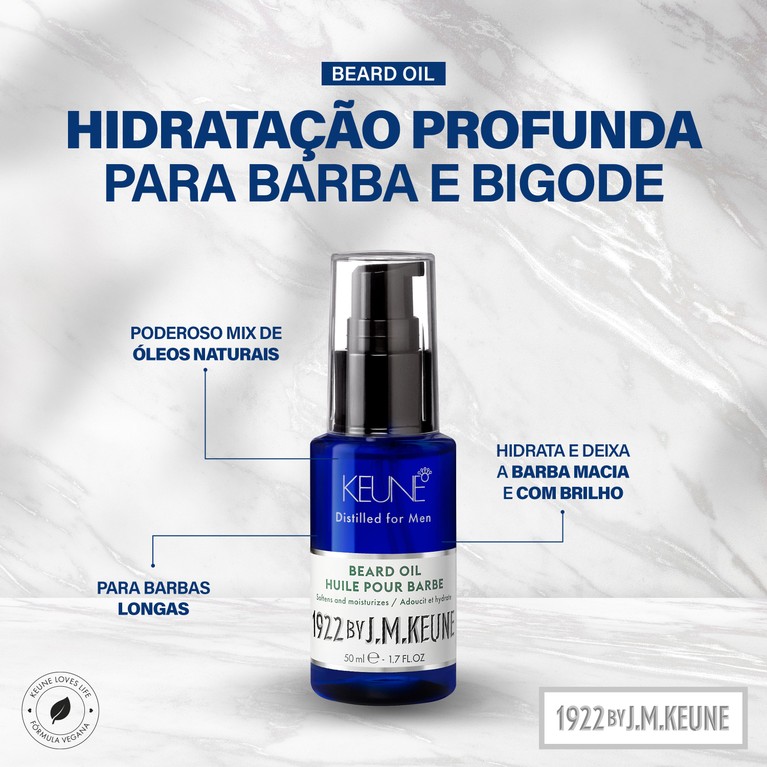 BEARD OIL
HIDRATAÇÃO PROFUNDA
PARA BARBA E BIGODE
PODEROSO MIX DE
ÓLEOS NATURAIS
HIDRATA E DEIXA
A BARBA MACIA
E COM BRILHO
PARA BARBAS
LONGAS
KEUNE
Distilled for Men
BEARD OIL
HUILE POUR BARBE
Softens and moisturizes / Adoucit et hydrate
1922 BY J.M.KEUNE
50 ml ℮ - 1.7 FL.OZ
KEUNE LOVES LIFE
FÓRMULA VEGANA
1922 BY J.M.KEUNE